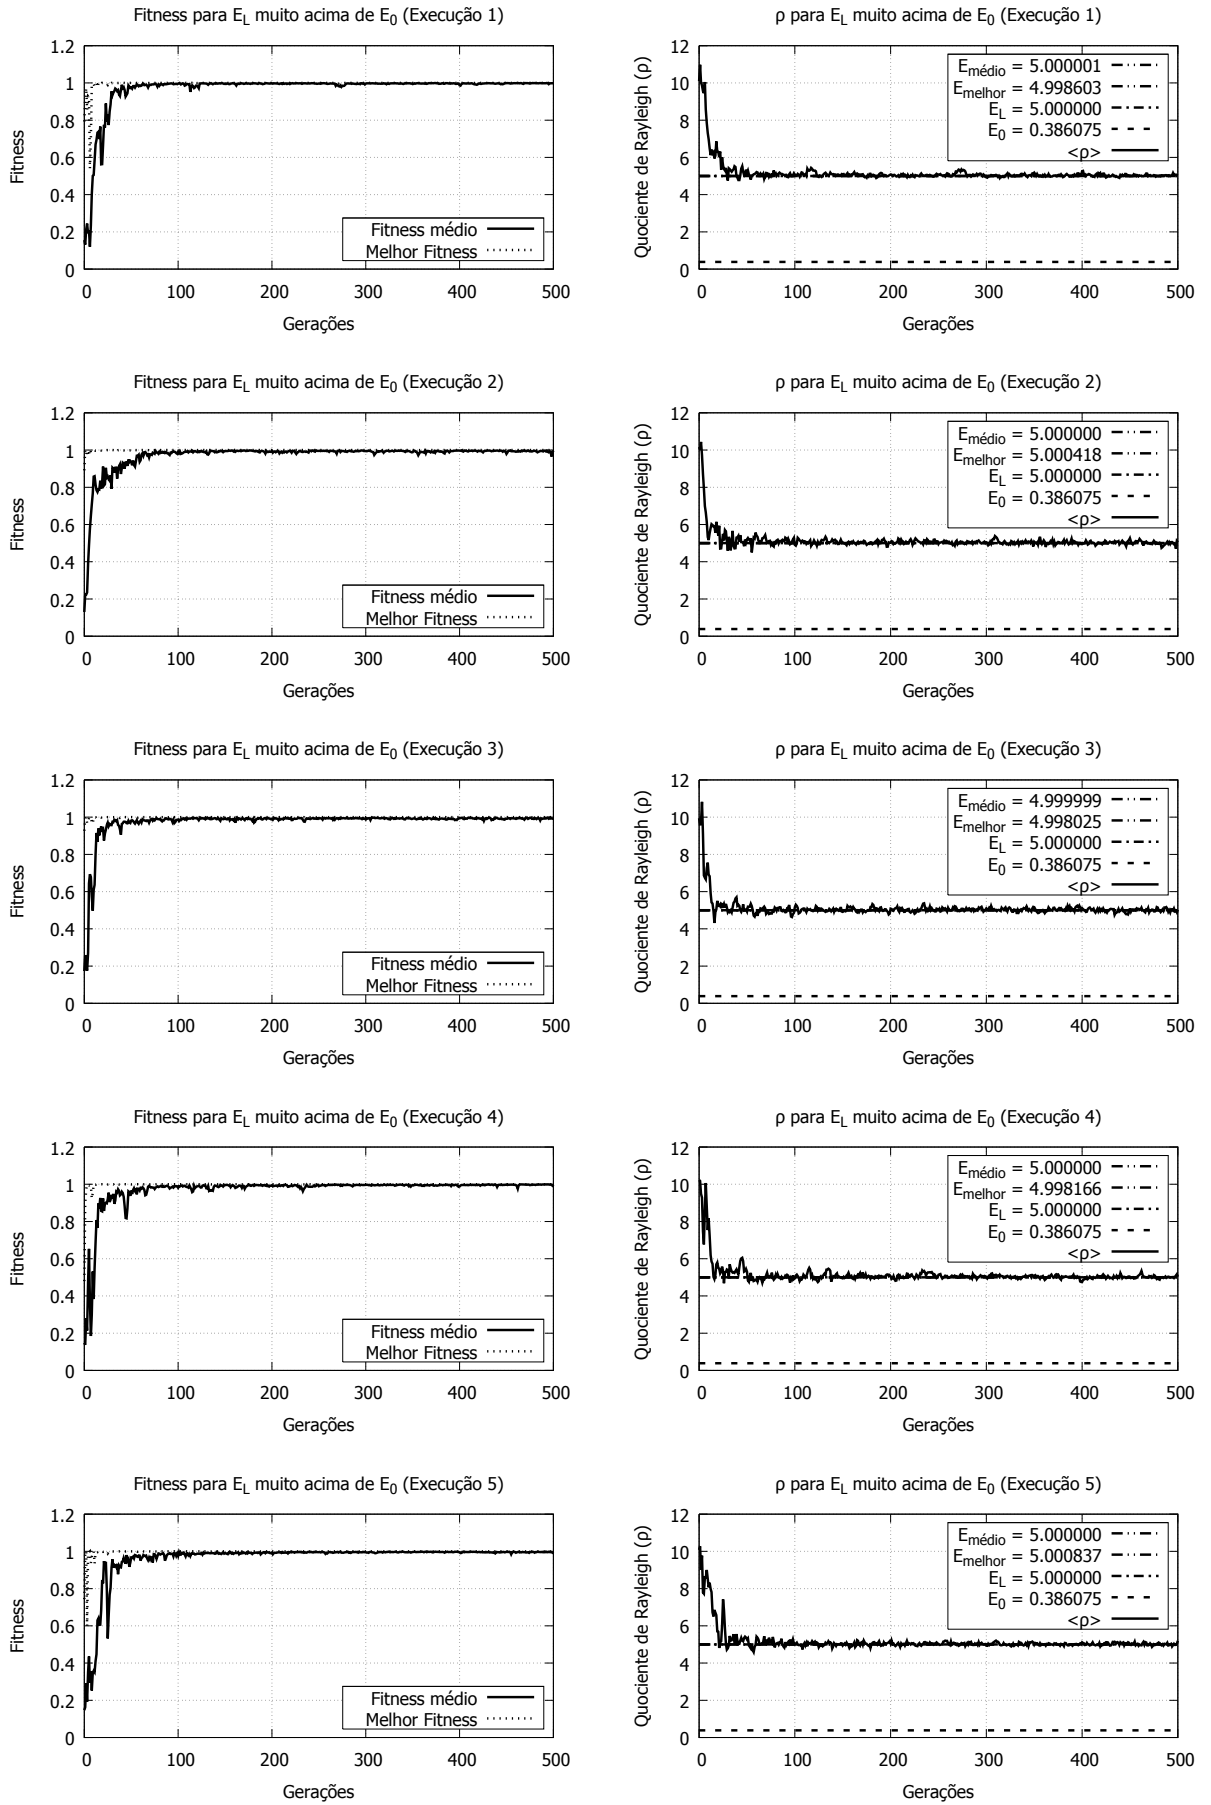 Fitness para E_L muito acima de E_0 (Execução 1)
1.2
1
0.8
0.6
0.4
0.2
0
Fitness
Fitness médio
Melhor Fitness
0 100 200 300 400 500
Gerações
ρ para E_L muito acima de E_0 (Execução 1)
12
10
8
6
4
2
0
Quociente de Rayleigh (ρ)
E_médio = 5.000001
E_melhor = 4.998603
E_L = 5.000000
E_0 = 0.386075
<ρ>
0 100 200 300 400 500
Gerações
Fitness para E_L muito acima de E_0 (Execução 2)
1.2
1
0.8
0.6
0.4
0.2
0
Fitness
Fitness médio
Melhor Fitness
0 100 200 300 400 500
Gerações
ρ para E_L muito acima de E_0 (Execução 2)
12
10
8
6
4
2
0
Quociente de Rayleigh (ρ)
E_médio = 5.000000
E_melhor = 5.000418
E_L = 5.000000
E_0 = 0.386075
<ρ>
0 100 200 300 400 500
Gerações
Fitness para E_L muito acima de E_0 (Execução 3)
1.2
1
0.8
0.6
0.4
0.2
0
Fitness
Fitness médio
Melhor Fitness
0 100 200 300 400 500
Gerações
ρ para E_L muito acima de E_0 (Execução 3)
12
10
8
6
4
2
0
Quociente de Rayleigh (ρ)
E_médio = 4.999999
E_melhor = 4.998025
E_L = 5.000000
E_0 = 0.386075
<ρ>
0 100 200 300 400 500
Gerações
Fitness para E_L muito acima de E_0 (Execução 4)
1.2
1
0.8
0.6
0.4
0.2
0
Fitness
Fitness médio
Melhor Fitness
0 100 200 300 400 500
Gerações
ρ para E_L muito acima de E_0 (Execução 4)
12
10
8
6
4
2
0
Quociente de Rayleigh (ρ)
E_médio = 5.000000
E_melhor = 4.998166
E_L = 5.000000
E_0 = 0.386075
<ρ>
0 100 200 300 400 500
Gerações
Fitness para E_L muito acima de E_0 (Execução 5)
1.2
1
0.8
0.6
0.4
0.2
0
Fitness
Fitness médio
Melhor Fitness
0 100 200 300 400 500
Gerações
ρ para E_L muito acima de E_0 (Execução 5)
12
10
8
6
4
2
0
Quociente de Rayleigh (ρ)
E_médio = 5.000000
E_melhor = 5.000837
E_L = 5.000000
E_0 = 0.386075
<ρ>
0 100 200 300 400 500
Gerações